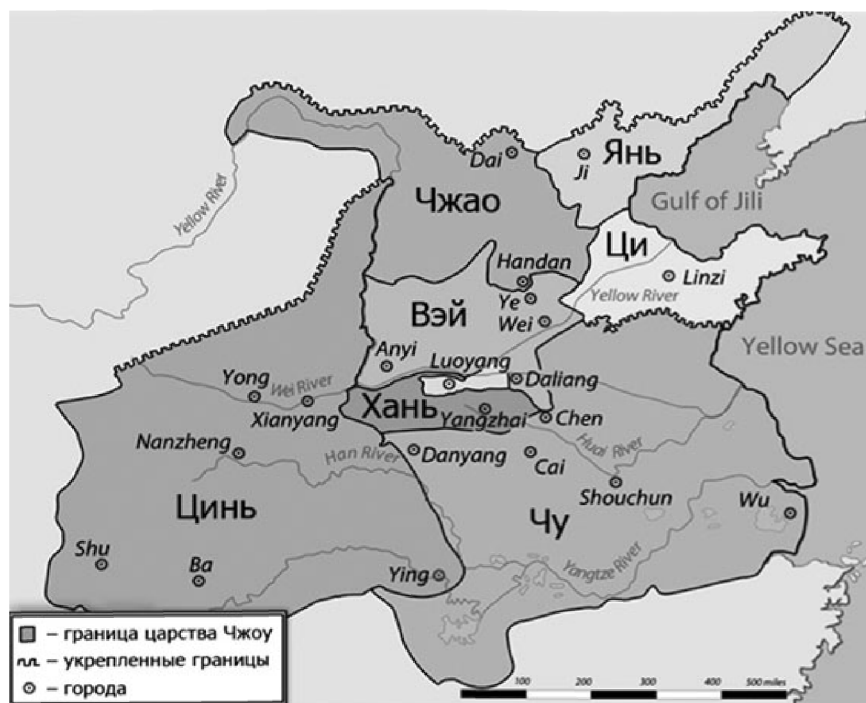 Янь
Dai
Ji
Чжао
Gulf of Jili
Yellow River
Ци
Handan
Linzi
Ye
Yellow River
Вэй
Wei
Yellow Sea
Anyi
Luoyang
Daliang
Yong
Wei River
Хань
Xianyang
Yangzhai
Chen
Nanzheng
Han River
Danyang
Cai
Huai River
Shouchun
Цинь
Чу
Wu
Shu
Ba
Ying
Yangtze River
– граница царства Чжоу
– укрепленные границы
– города
100 200 300 400 500 miles